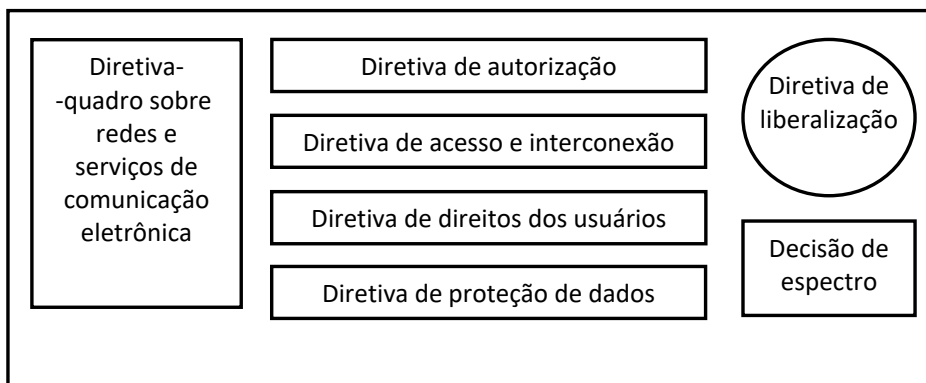 Diretiva-
-quadro sobre
redes e
serviços de
comunicação
eletrônica
Diretiva de autorização
Diretiva de acesso e interconexão
Diretiva de direitos dos usuários
Diretiva de proteção de dados
Diretiva de
liberalização
Decisão de
espectro